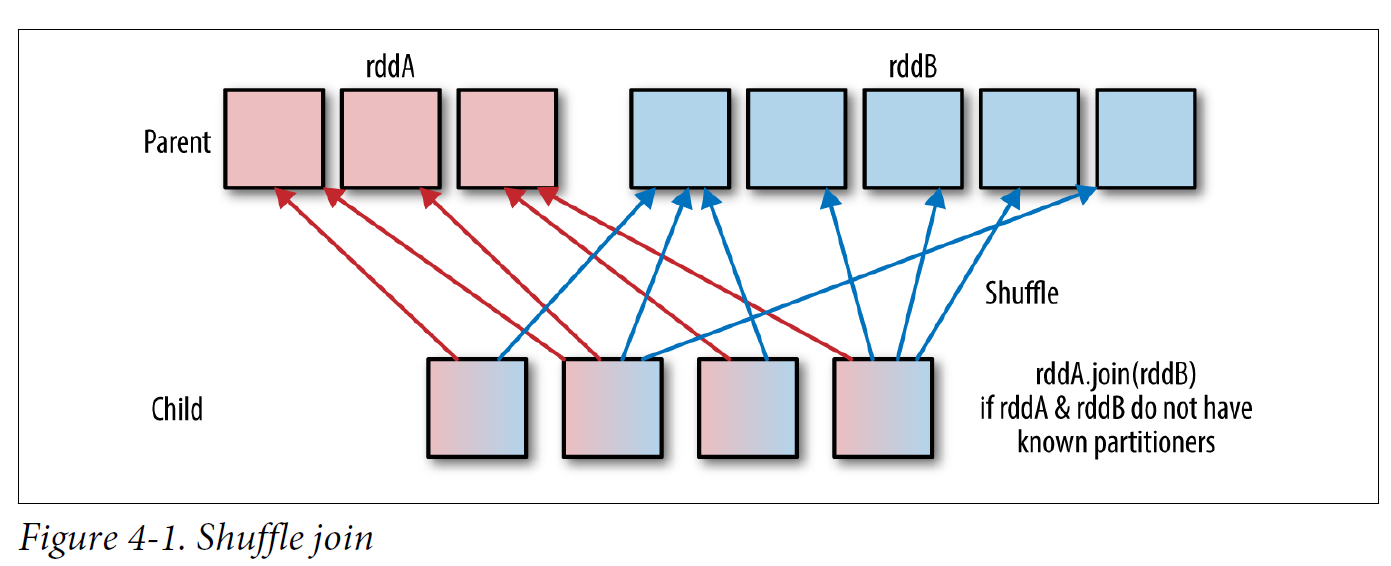 rddA
rddB
Parent
Shuffle
Child
rddA.join(rddB)
if rddA & rddB do not have
known partitioners
Figure 4-1. Shuffle join